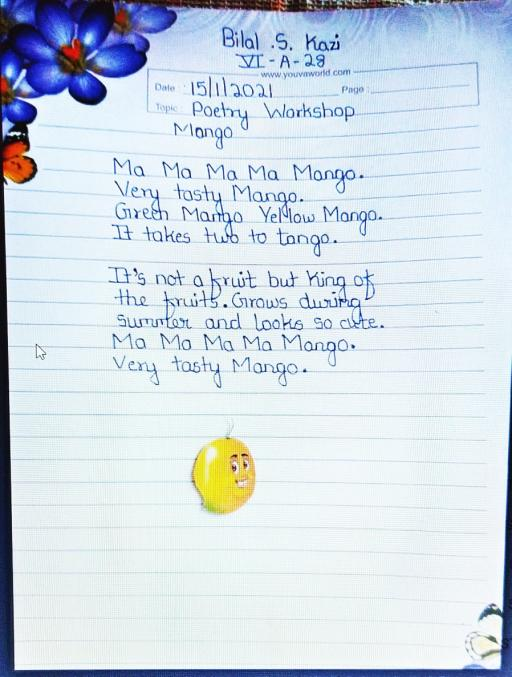 Bilal .S. Kazi
VI - A - 28
www.youvaworld.com
Date : 15/1/2021 Page :
Topic : Poetry Workshop
Mango
Ma Ma Ma Ma Mango.
Very tasty Mango.
Green Mango Yellow Mango.
It takes two to tango.
It's not a fruit but King of
the fruits. Grows during
summer and looks so cute.
Ma Ma Ma Ma Mango.
Very tasty Mango.